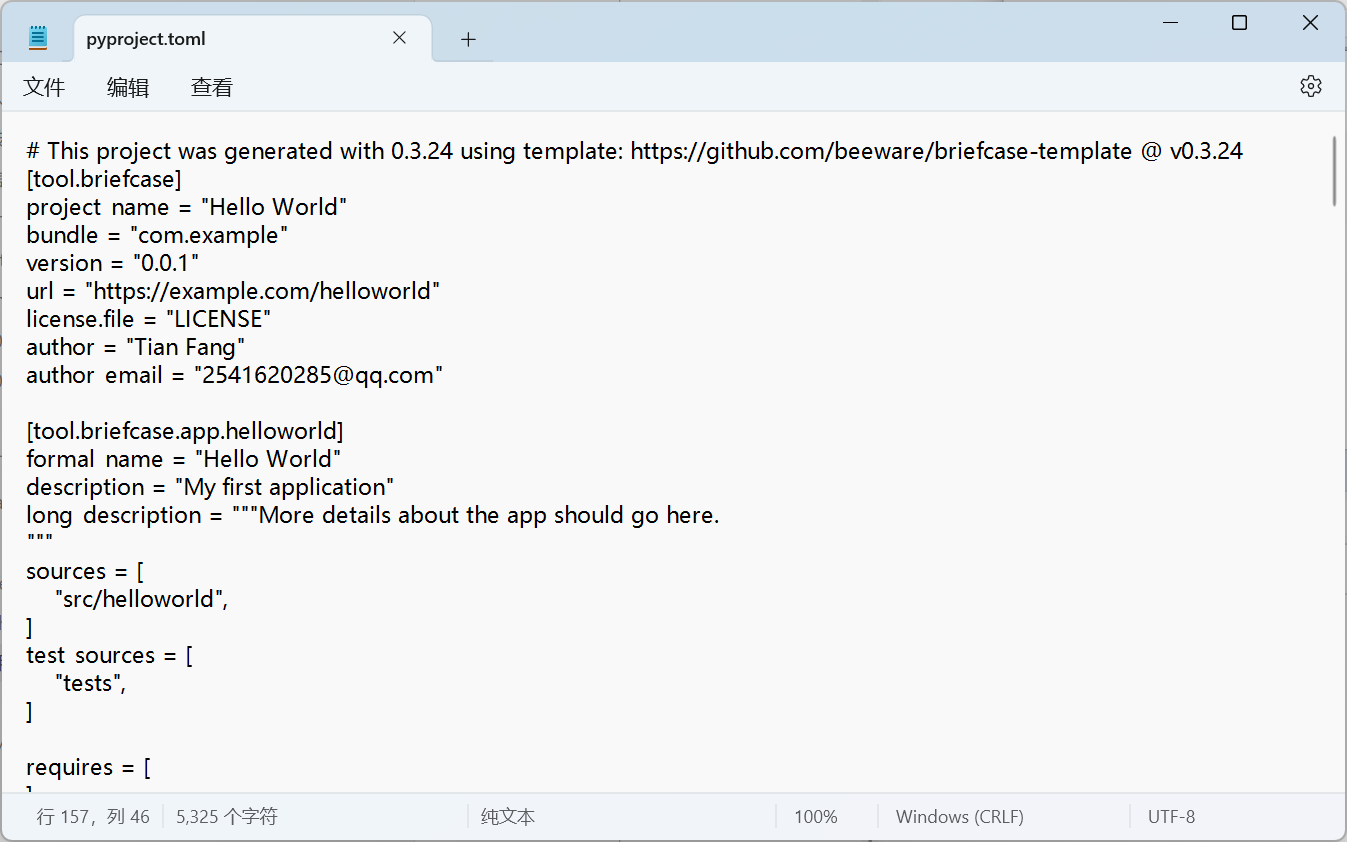 pyproject.toml
文件 编辑 查看
# This project was generated with 0.3.24 using template: https://github.com/beeware/briefcase-template @ v0.3.24
[tool.briefcase]
project_name = "Hello World"
bundle = "com.example"
version = "0.0.1"
url = "https://example.com/helloworld"
license.file = "LICENSE"
author = "Tian Fang"
author_email = "2541620285@qq.com"

[tool.briefcase.app.helloworld]
formal_name = "Hello World"
description = "My first application"
long_description = """More details about the app should go here.
"""
sources = [
    "src/helloworld",
]
test_sources = [
    "tests",
]

requires = [
]
行 157，列 46 5,325 个字符 纯文本 100% Windows (CRLF) UTF-8